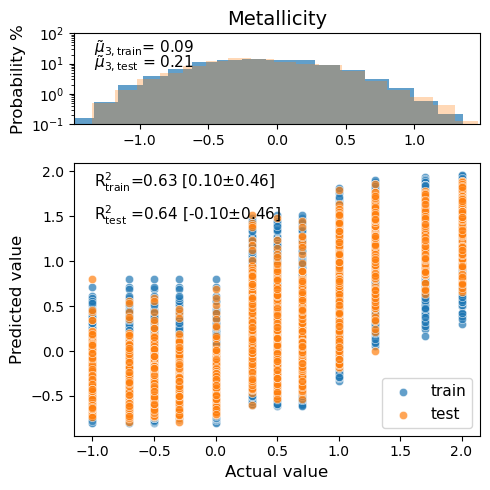 Metallicity
Probability %
10²
10¹
10⁰
10⁻¹
μ̃₃,train= 0.09
μ̃₃,test = 0.21
−1.0 −0.5 0.0 0.5 1.0
Predicted value
2.0
1.5
1.0
0.5
0.0
−0.5
R²train=0.63 [0.10±0.46]
R²test =0.64 [-0.10±0.46]
train
test
−1.0 −0.5 0.0 0.5 1.0 1.5 2.0
Actual value